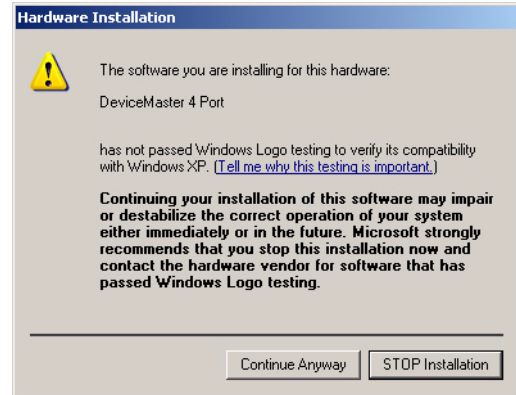 Hardware Installation
The software you are installing for this hardware:
DeviceMaster 4 Port
has not passed Windows Logo testing to verify its compatibility
with Windows XP. (Tell me why this testing is important.)
Continuing your installation of this software may impair
or destabilize the correct operation of your system
either immediately or in the future. Microsoft strongly
recommends that you stop this installation now and
contact the hardware vendor for software that has
passed Windows Logo testing.
Continue Anyway
STOP Installation